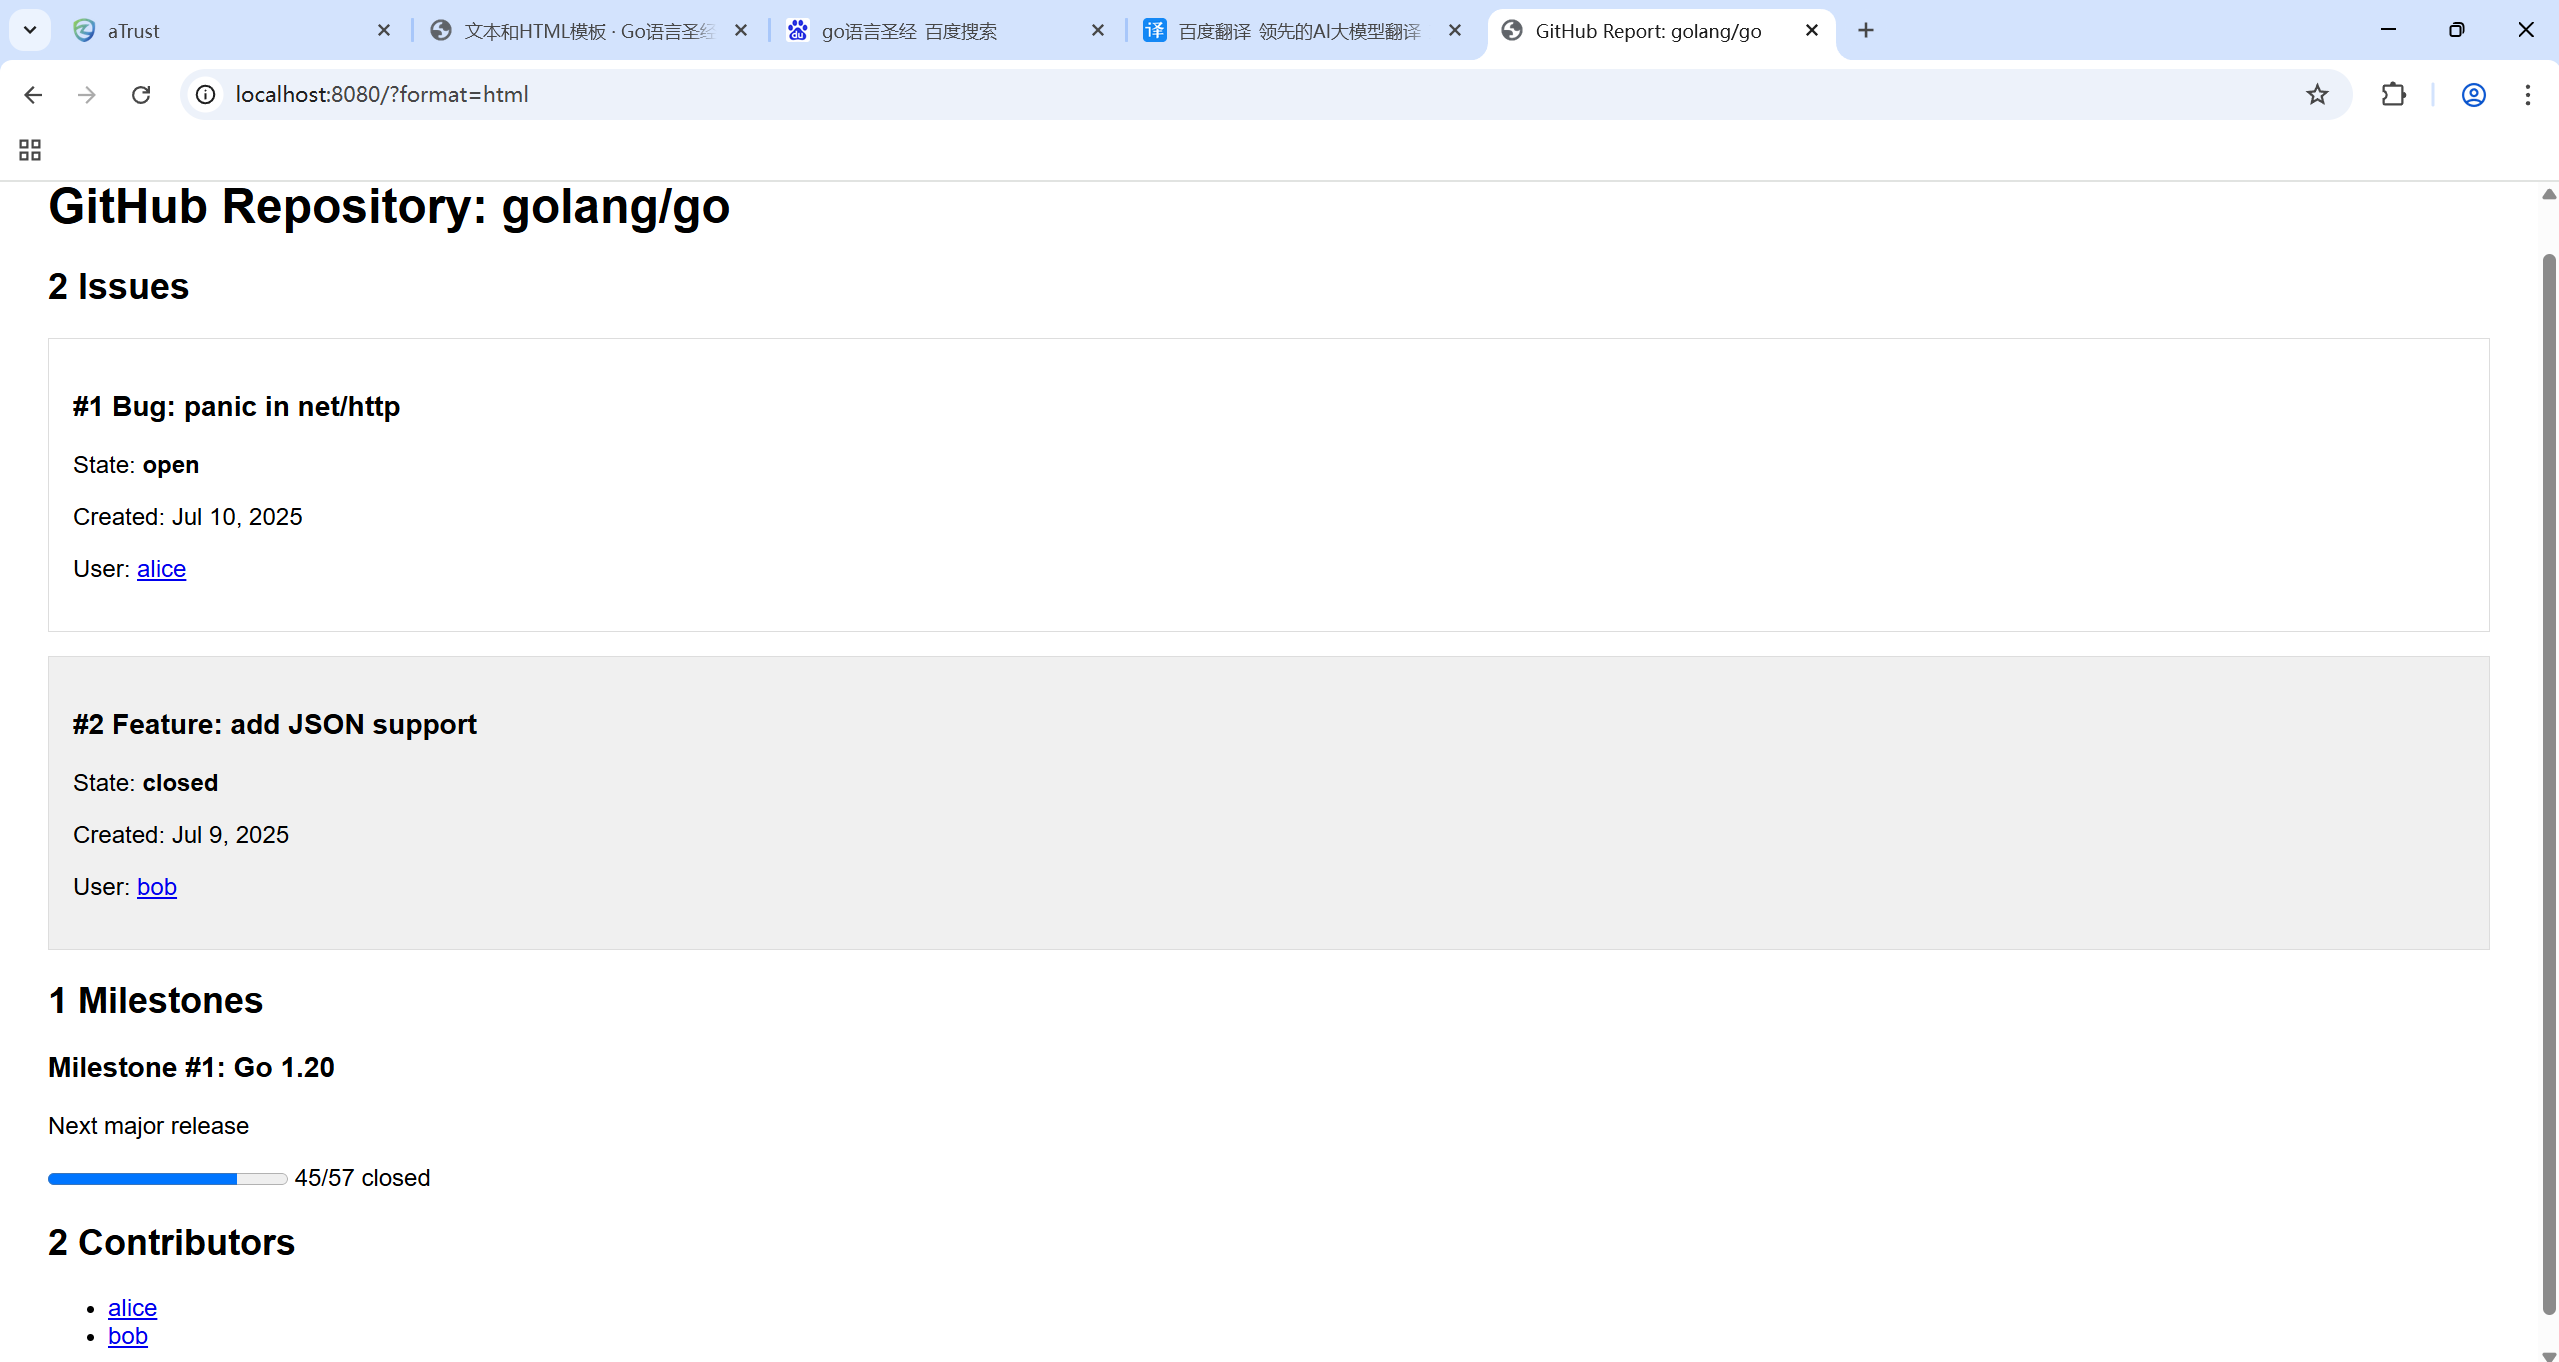 aTrust
文本和HTML模板 · Go语言圣经
go语言圣经 百度搜索
译 百度翻译 领先的AI大模型翻译
GitHub Report: golang/go
localhost:8080/?format=html
GitHub Repository: golang/go
2 Issues
#1 Bug: panic in net/http
State: open
Created: Jul 10, 2025
User: alice
#2 Feature: add JSON support
State: closed
Created: Jul 9, 2025
User: bob
1 Milestones
Milestone #1: Go 1.20
Next major release
45/57 closed
2 Contributors
• alice
• bob